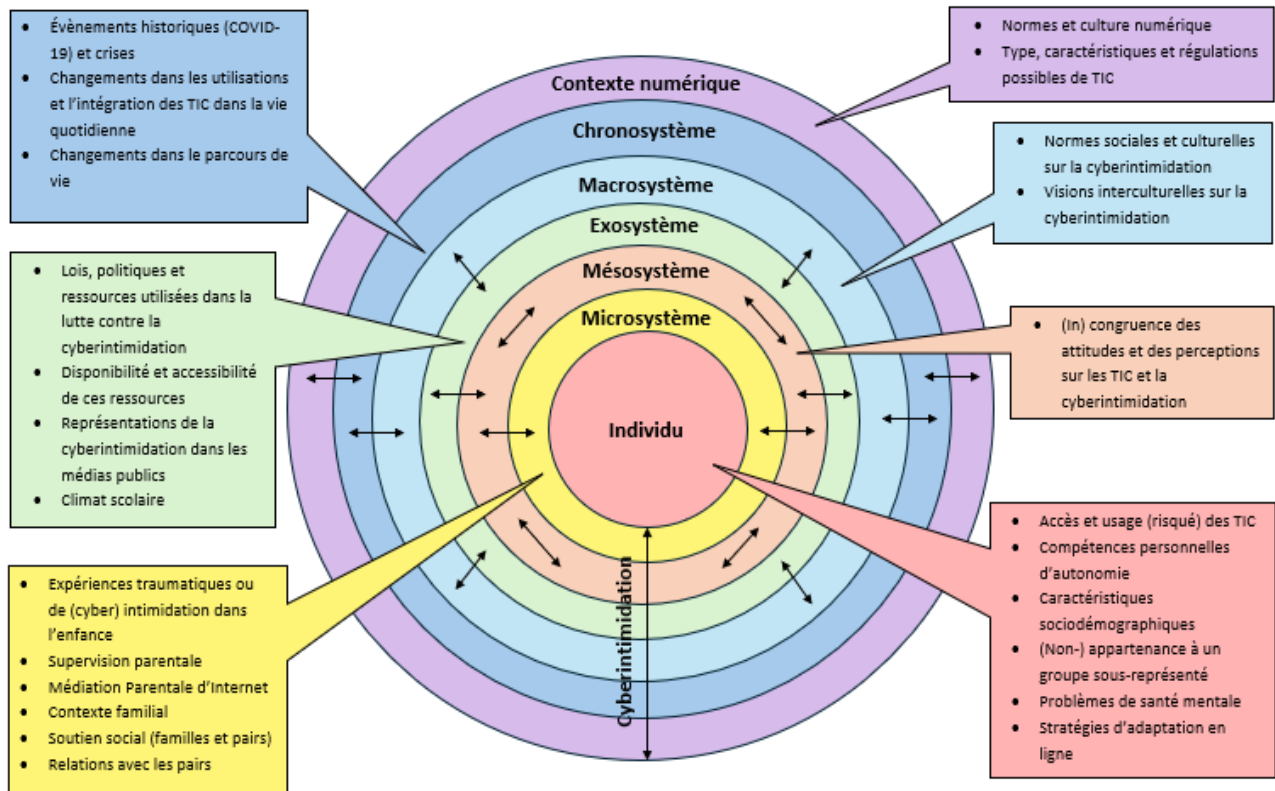 • Évènements historiques (COVID-
19) et crises
• Changements dans les utilisations
et l'intégration des TIC dans la vie
quotidienne
• Changements dans le parcours de
vie
• Normes et culture numérique
• Type, caractéristiques et régulations
possibles de TIC
Contexte numérique
Chronosystème
Macrosystème
Exosystème
Mésosystème
Microsystème
Individu
Cyberintimidation
• Normes sociales et culturelles
sur la cyberintimidation
• Visions interculturelles sur la
cyberintimidation
• Lois, politiques et
ressources utilisées dans la
lutte contre la
cyberintimidation
• Disponibilité et accessibilité
de ces ressources
• Représentations de la
cyberintimidation dans les
médias publics
• Climat scolaire
• (In) congruence des
attitudes et des perceptions
sur les TIC et la
cyberintimidation
• Expériences traumatiques ou
de (cyber) intimidation dans
l'enfance
• Supervision parentale
• Médiation Parentale d'Internet
• Contexte familial
• Soutien social (familles et pairs)
• Relations avec les pairs
• Accès et usage (risqué) des TIC
• Compétences personnelles
d'autonomie
• Caractéristiques
sociodémographiques
• (Non-) appartenance à un
groupe sous-représenté
• Problèmes de santé mentale
• Stratégies d'adaptation en
ligne